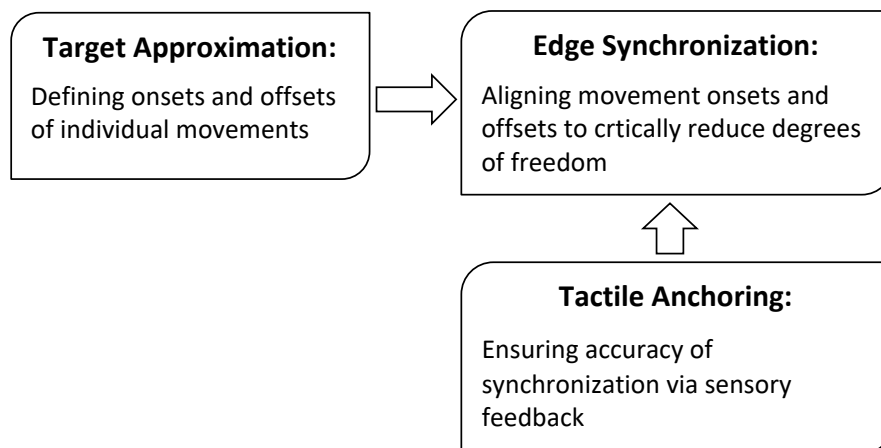 Target Approximation:
Defining onsets and offsets
of individual movements
Edge Synchronization:
Aligning movement onsets and
offsets to crtically reduce degrees
of freedom
Tactile Anchoring:
Ensuring accuracy of
synchronization via sensory
feedback